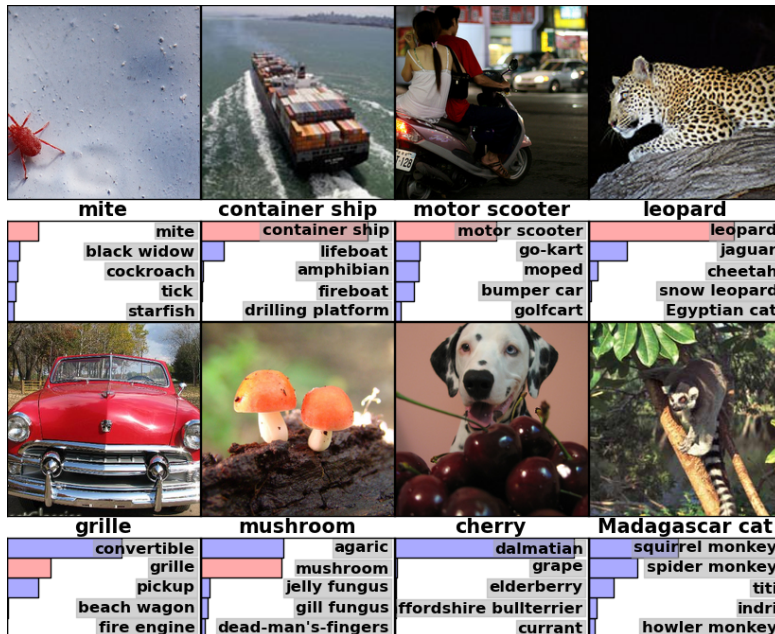 mite
container ship
motor scooter
leopard
mite
black widow
cockroach
tick
starfish
container ship
lifeboat
amphibian
fireboat
drilling platform
motor scooter
go-kart
moped
bumper car
golfcart
leopard
jaguar
cheetah
snow leopard
Egyptian cat
grille
mushroom
cherry
Madagascar cat
convertible
grille
pickup
beach wagon
fire engine
agaric
mushroom
jelly fungus
gill fungus
dead-man's-fingers
dalmatian
grape
elderberry
ffordshire bullterrier
currant
squirrel monkey
spider monkey
titi
indri
howler monkey